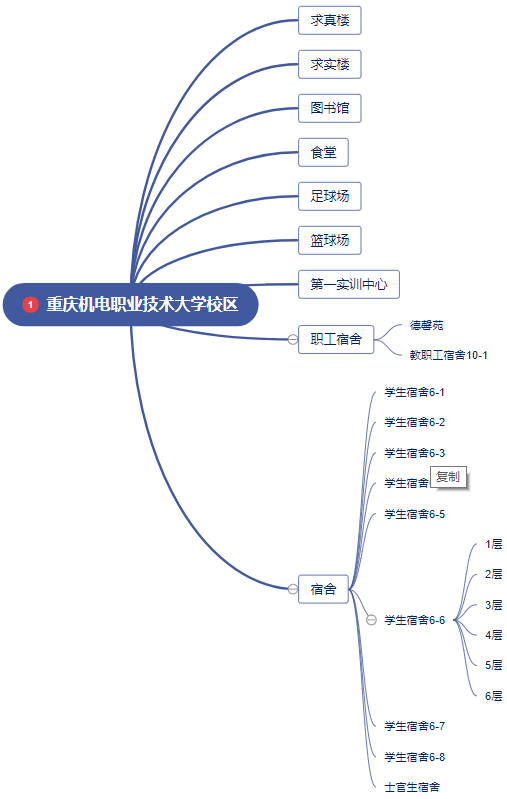 求真楼
求实楼
图书馆
食堂
足球场
篮球场
1 重庆机电职业技术大学校区
第一实训中心
职工宿舍
德馨苑
教职工宿舍10-1
学生宿舍6-1
学生宿舍6-2
学生宿舍6-3
复制
学生宿舍
学生宿舍6-5
宿舍
学生宿舍6-6
1层
2层
3层
4层
5层
6层
学生宿舍6-7
学生宿舍6-8
士官生宿舍